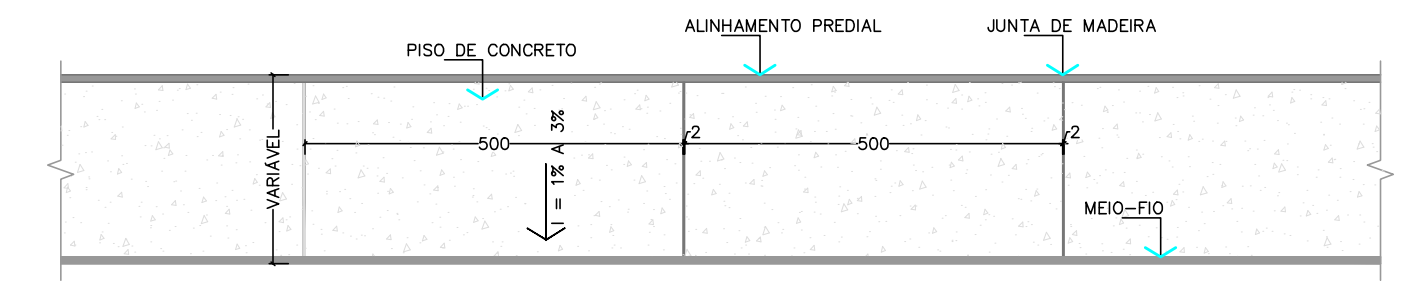 ALINHAMENTO PREDIAL
JUNTA DE MADEIRA
PISO DE CONCRETO
VARIÁVEL
500
I = 1% A 3%
2
500
2
MEIO-FIO